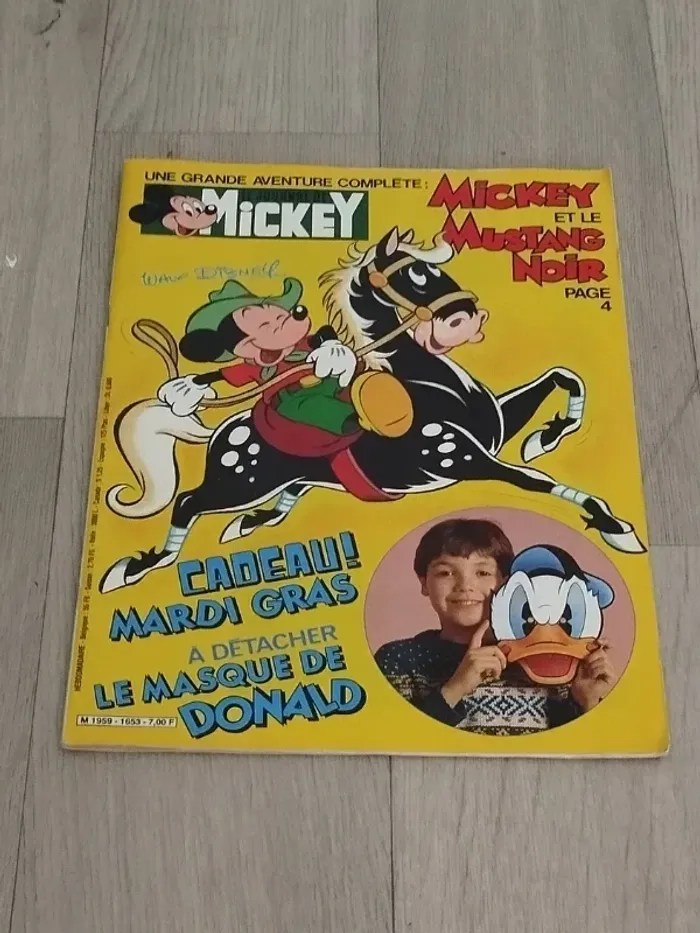 UNE GRANDE AVENTURE COMPLÈTE :
LE JOURNAL DE
MICKEY
MICKEY
ET LE
MUSTANG
NOIR
PAGE
4
WALT DISNEY
CADEAU!
MARDI GRAS
À DÉTACHER
LE MASQUE DE
DONALD
M 1959 - 1653 - 7,00 F